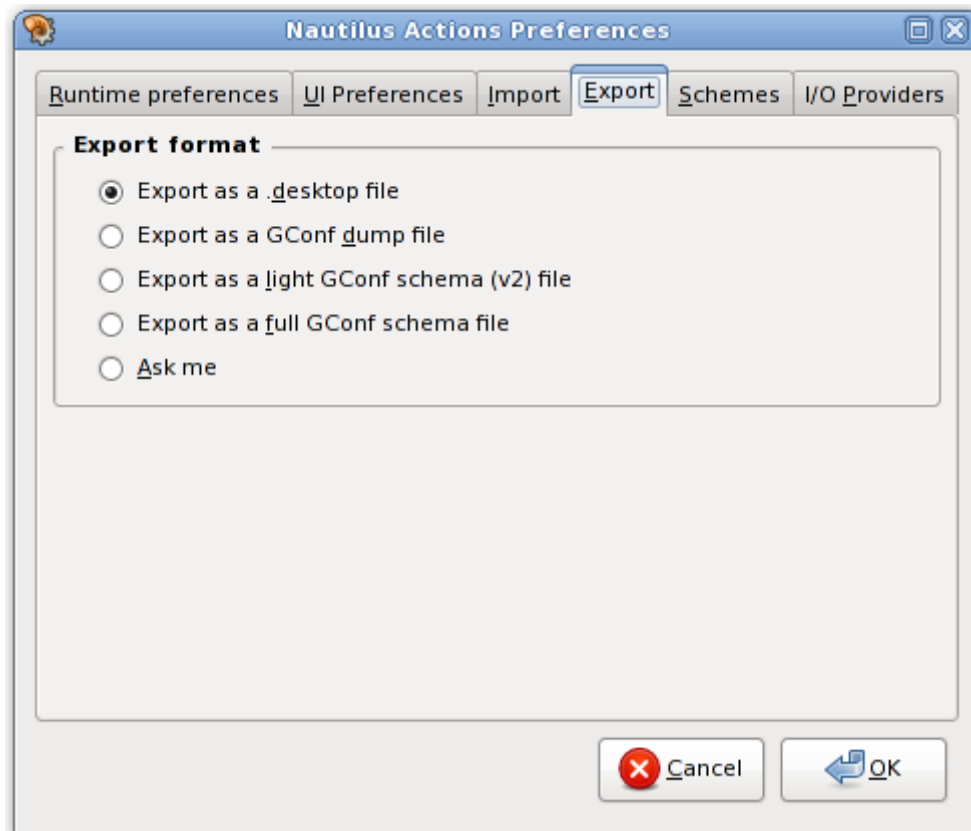 Nautilus Actions Preferences
Runtime preferences UI Preferences Import Export Schemes I/O Providers
Export format
Export as a .desktop file
Export as a GConf dump file
Export as a light GConf schema (v2) file
Export as a full GConf schema file
Ask me
Cancel OK